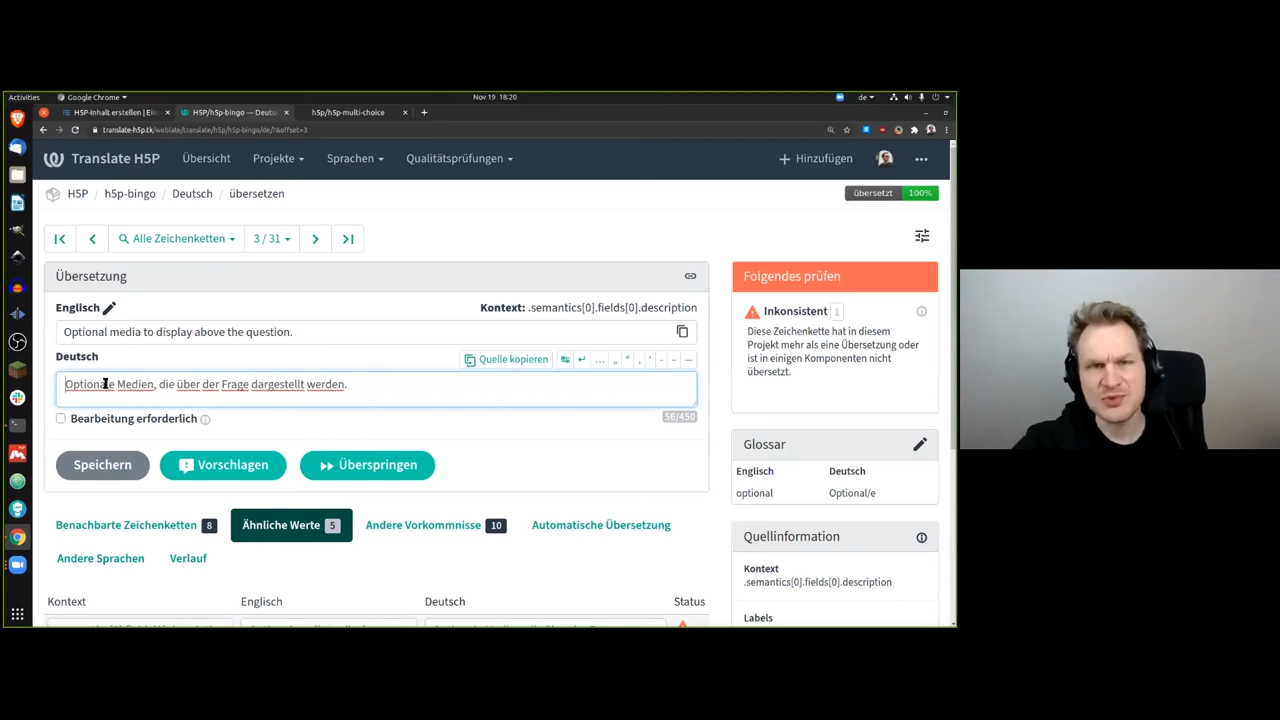 Activities
Google Chrome
Nov 19 18:20
de
H5P-Inhalt erstellen | Ein
H5P/h5p-bingo — Deuts
h5p/h5p-multi-choice
translate-h5p.tk/weblate/translate/h5p/h5p-bingo/de/?&offset=3
Translate H5P
Übersicht
Projekte
Sprachen
Qualitätsprüfungen
+ Hinzufügen
H5P / h5p-bingo / Deutsch / übersetzen
übersetzt 100%
Alle Zeichenketten
3 / 31
Übersetzung
Englisch
Kontext: .semantics[0].fields[0].description
Optional media to display above the question.
Deutsch
Quelle kopieren
Optionale Medien, die über der Frage dargestellt werden.
Bearbeitung erforderlich
56/450
Speichern
Vorschlagen
Überspringen
Benachbarte Zeichenketten 8
Ähnliche Werte 5
Andere Vorkommnisse 10
Automatische Übersetzung
Andere Sprachen
Verlauf
Kontext
Englisch
Deutsch
Status
Folgendes prüfen
Inkonsistent 1
Diese Zeichenkette hat in diesem
Projekt mehr als eine Übersetzung oder
ist in einigen Komponenten nicht
übersetzt.
Glossar
Englisch Deutsch
optional Optional/e
Quellinformation
Kontext
.semantics[0].fields[0].description
Labels